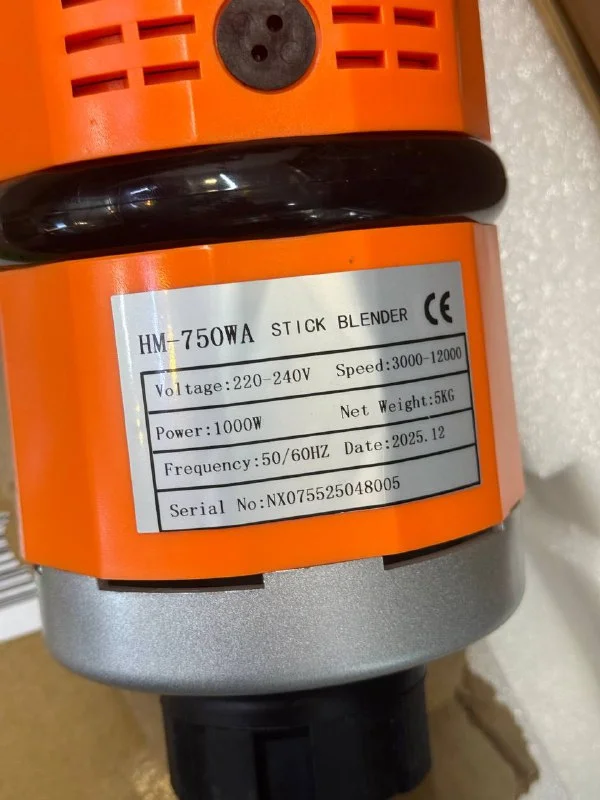 HM-750WA STICK BLENDER CE
Voltage:220-240V Speed:3000-12000
Power:1000W Net Weight:5KG
Frequency:50/60HZ Date:2025.12
Serial No:NX075525048005